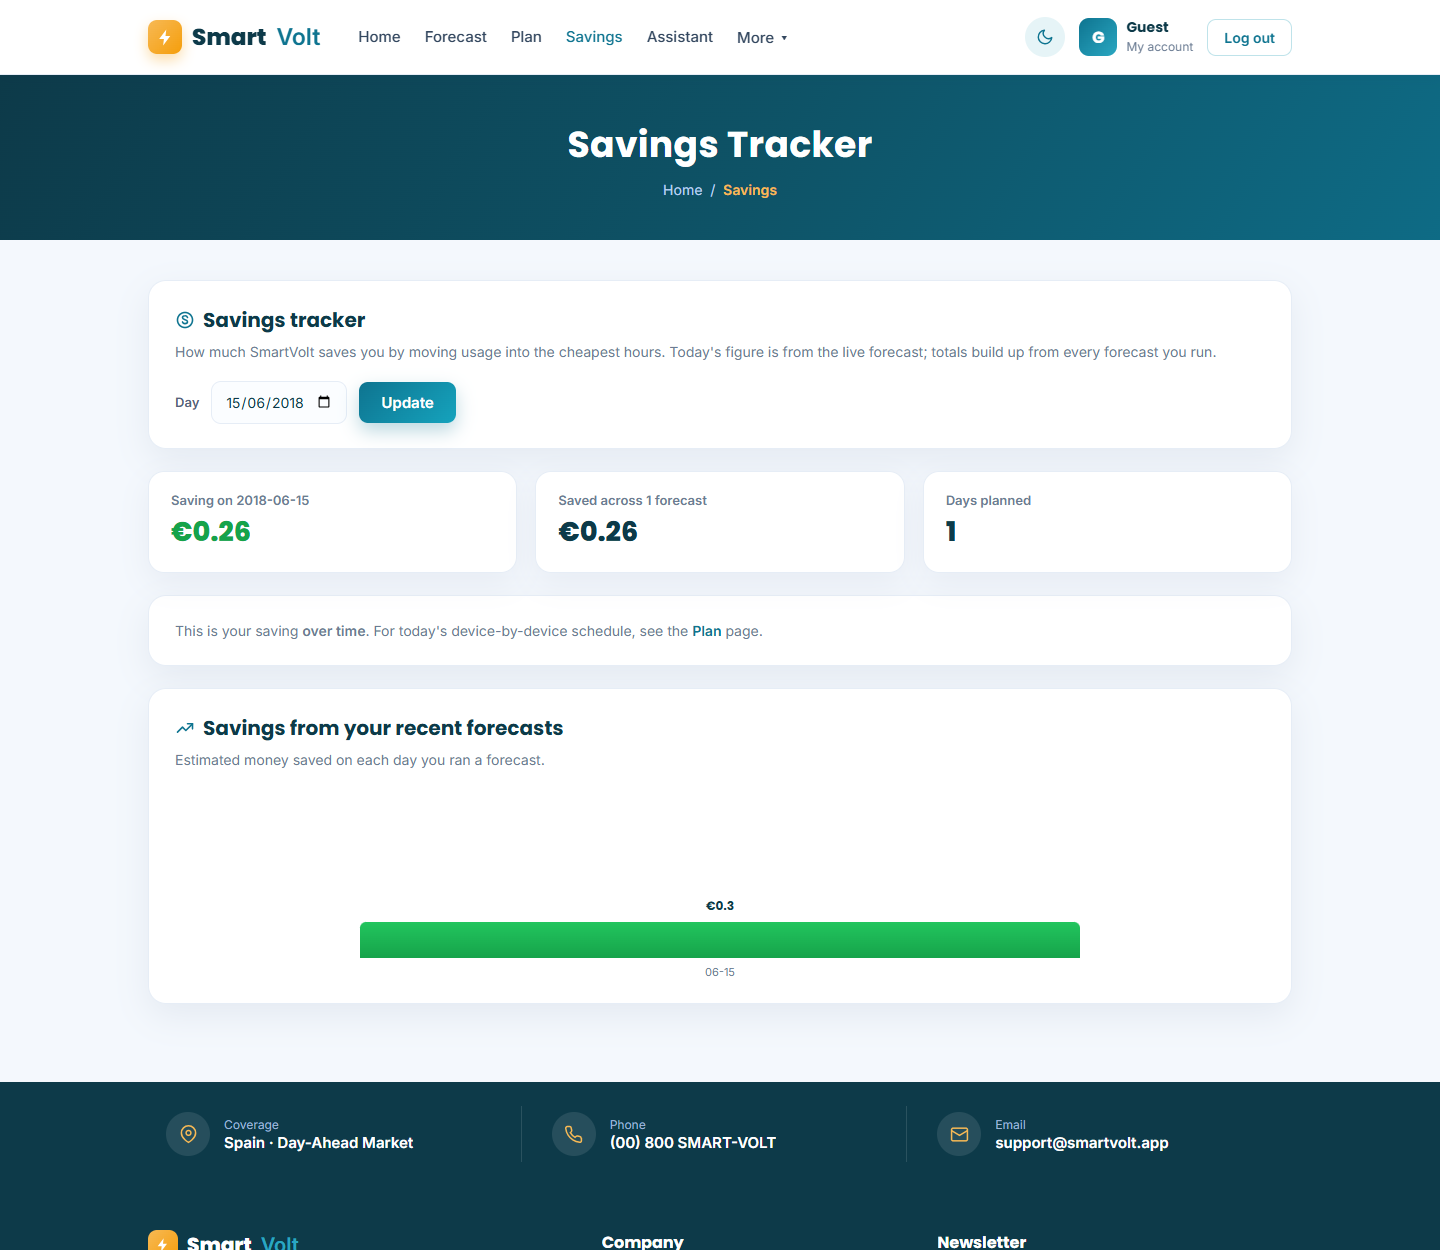 Smart Volt
Home Forecast Plan Savings Assistant More ▾
G
Guest
My account
Log out
Savings Tracker
Home / Savings
Savings tracker
How much SmartVolt saves you by moving usage into the cheapest hours. Today's figure is from the live forecast; totals build up from every forecast you run.
Day 15/06/2018 Update
Saving on 2018-06-15
€0.26
Saved across 1 forecast
€0.26
Days planned
1
This is your saving over time. For today's device-by-device schedule, see the Plan page.
Savings from your recent forecasts
Estimated money saved on each day you ran a forecast.
€0.3
06-15
Coverage
Spain · Day-Ahead Market
Phone
(00) 800 SMART-VOLT
Email
support@smartvolt.app
Smart Volt
Company
Newsletter